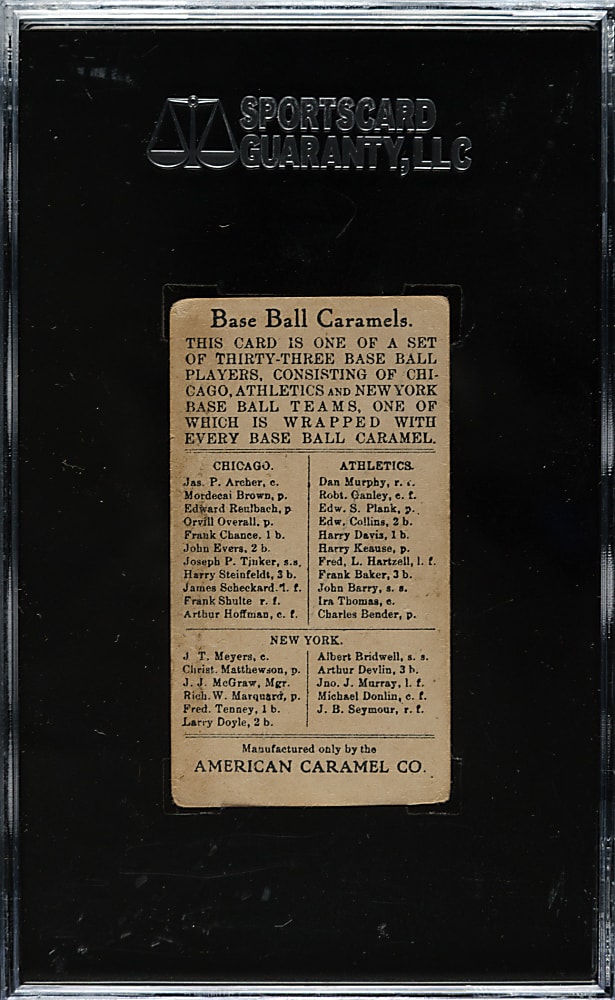 SPORTSCARD
GUARANTY, LLC
Base Ball Caramels.
THIS CARD IS ONE OF A SET
OF THIRTY-THREE BASE BALL
PLAYERS, CONSISTING OF CHI-
CAGO, ATHLETICS AND NEW YORK
BASE BALL TEAMS, ONE OF
WHICH IS WRAPPED WITH
EVERY BASE BALL CARAMEL.
CHICAGO.
Jas. P. Archer, c.
Mordecai Brown, p.
Edward Reulbach, p
Orvill Overall, p.
Frank Chance, 1 b.
John Evers, 2 b.
Joseph P. Tinker, s.s.
Harry Steinfeldt, 3 b.
James Scheckard. l. f.
Frank Shulte r. f.
Arthur Hoffman, c. f.
ATHLETICS.
Dan Murphy, r. f.
Robt. Ganley, c. f.
Edw. S. Plank, p.
Edw. Collins, 2 b.
Harry Davis, 1 b.
Harry Keause, p.
Fred, L. Hartzell, l. f.
Frank Baker, 3 b.
John Barry, s. s.
Ira Thomas, c.
Charles Bender, p.
NEW YORK.
J T. Meyers, c.
Christ. Matthewson, p.
J. J. McGraw, Mgr.
Rich. W. Marquard, p.
Fred. Tenney, 1 b.
Larry Doyle, 2 b.
Albert Bridwell, s. s.
Arthur Devlin, 3 b.
Jno. J. Murray, l. f.
Michael Donlin, c. f.
J. B. Seymour, r. f.
Manufactured only by the
AMERICAN CARAMEL CO.